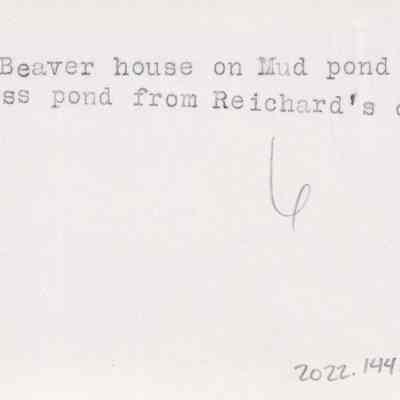 Beaver house on Mud pond
ss pond from Reichard's
6
2022.144